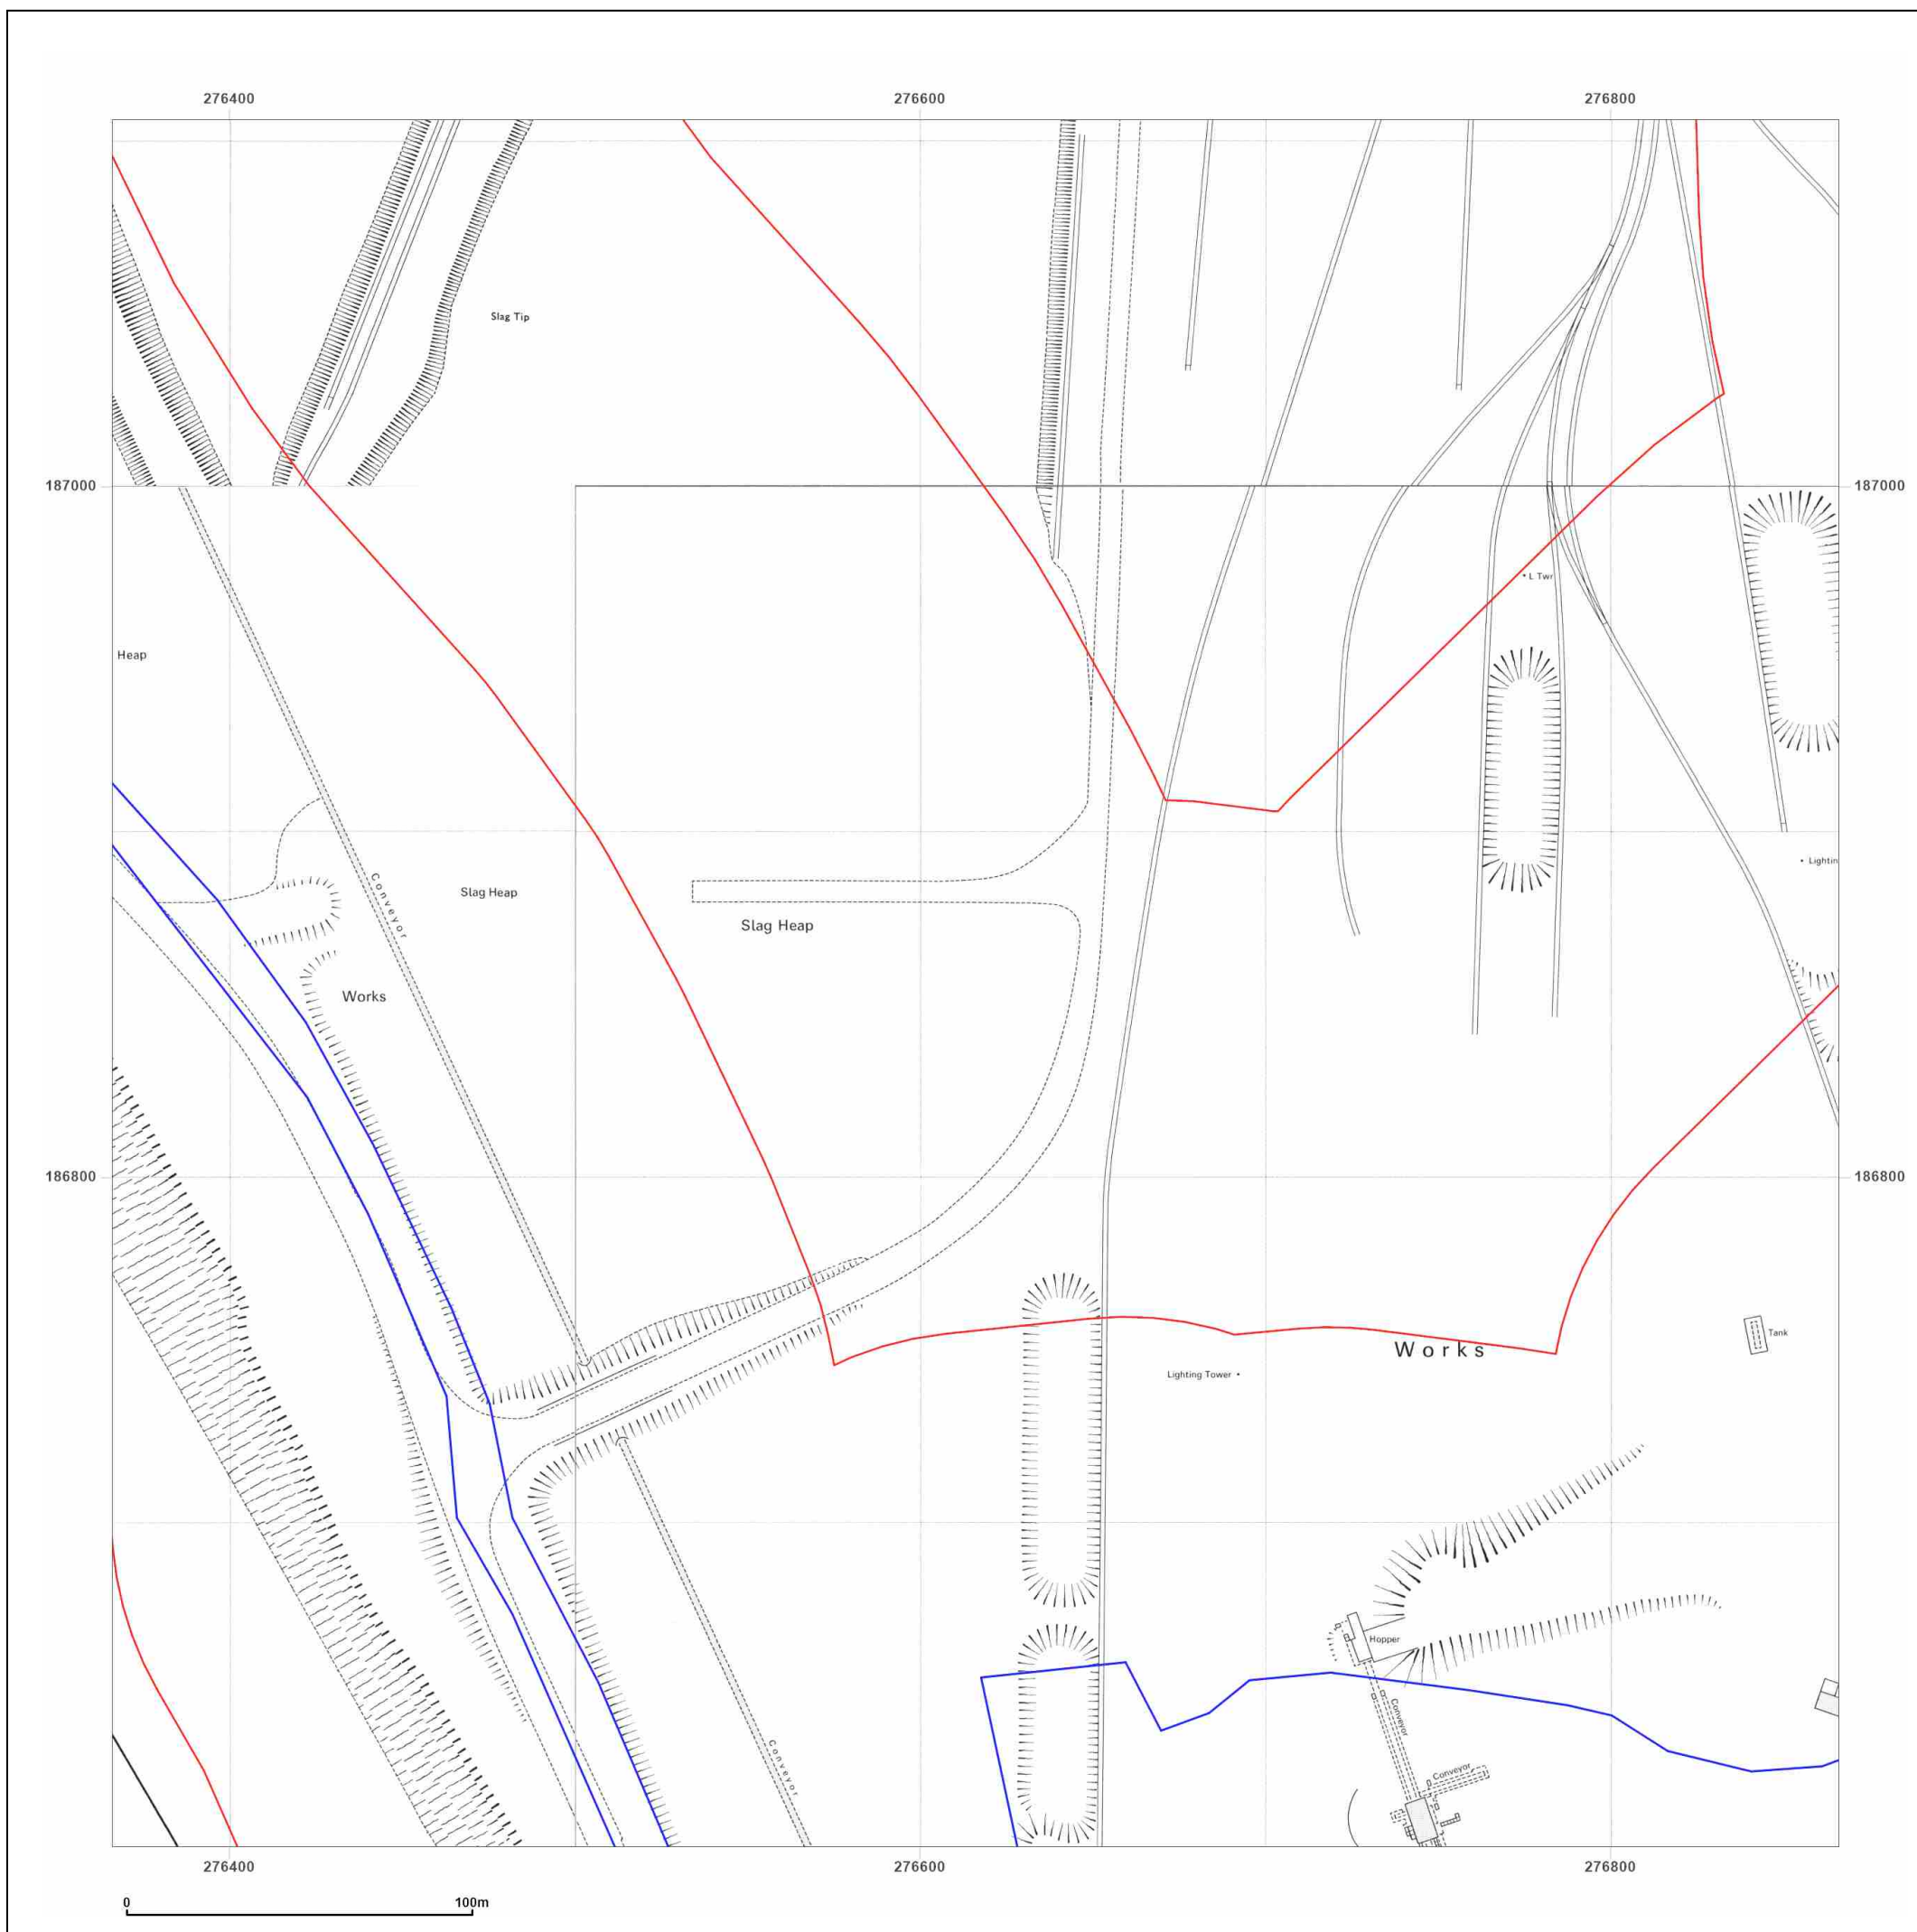 276400 276600 276800
Slag Tip
187000 187000
L Twr
Heap
Lightin
Conveyor
Slag Heap
Slag Heap
Works
186800 186800
Tank
Works
Lighting Tower
Hopper
Conveyor
Conveyor
Conveyor
276400 276600 276800
0 100m